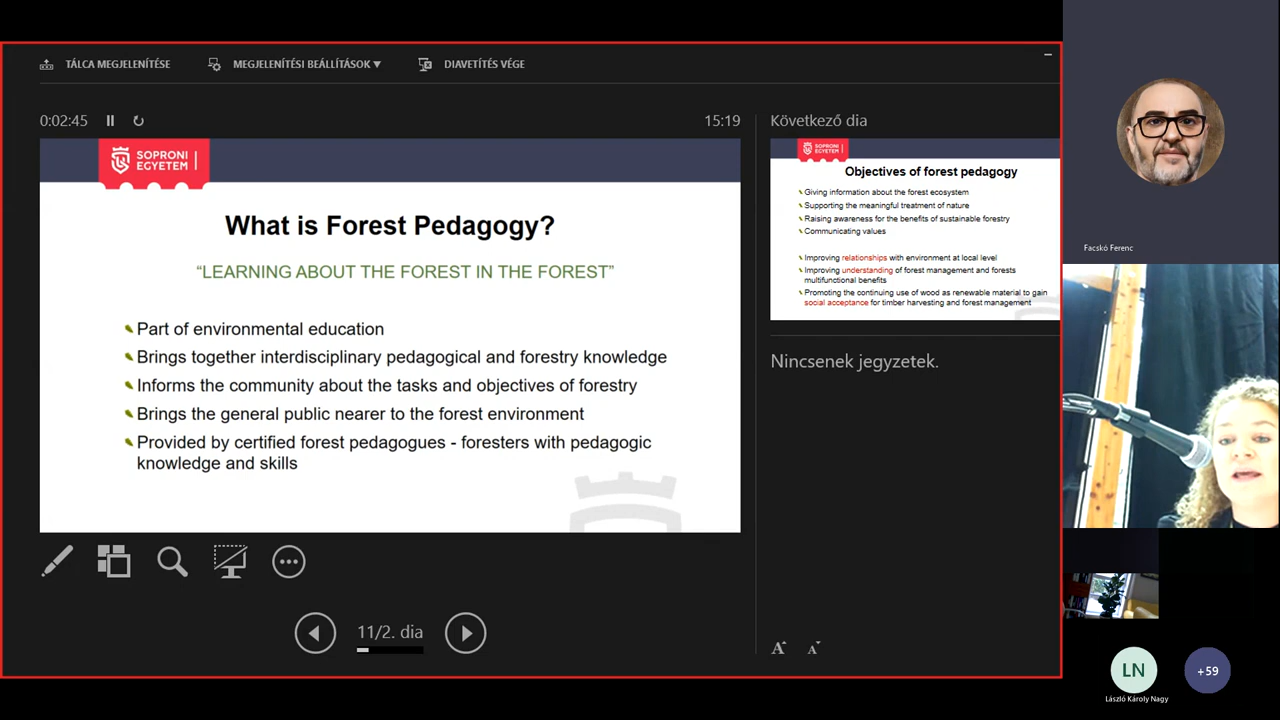 TÁLCA MEGJELENÍTÉSE
MEGJELENÍTÉSI BEÁLLÍTÁSOK
DIAVETÍTÉS VÉGE
0:02:45
15:19
SOPRONI
EGYETEM
What is Forest Pedagogy?
“LEARNING ABOUT THE FOREST IN THE FOREST”
Part of environmental education
Brings together interdisciplinary pedagogical and forestry knowledge
Informs the community about the tasks and objectives of forestry
Brings the general public nearer to the forest environment
Provided by certified forest pedagogues - foresters with pedagogic
knowledge and skills
11/2. dia
Következő dia
SOPRONI
EGYETEM
Objectives of forest pedagogy
Giving information about the forest ecosystem
Supporting the meaningful treatment of nature
Raising awareness for the benefits of sustainable forestry
Communicating values
Improving relationships with environment at local level
Improving understanding of forest management and forests
multifunctional benefits
Promoting the continuing use of wood as renewable material to gain
social acceptance for timber harvesting and forest management
Nincsenek jegyzetek.
A A
Facskó Ferenc
LN
László Károly Nagy
+59